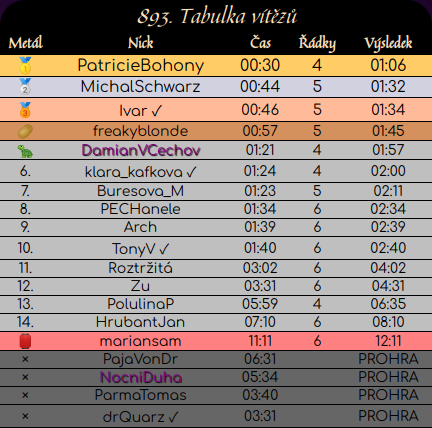 893. Tabulka vítězů
Metál Nick Čas Řádky Výsledek
1 PatricieBohony 00:30 4 01:06
2 MichalSchwarz 00:44 5 01:32
3 Ivar ✓ 00:46 5 01:34
freakyblonde 00:57 5 01:45
DamianVCechov 01:21 4 01:57
6. klara_kafkova ✓ 01:24 4 02:00
7. Buresova_M 01:23 5 02:11
8. PECHanele 01:34 6 02:34
9. Arch 01:39 6 02:39
10. TonyV ✓ 01:40 6 02:40
11. Roztržitá 03:02 6 04:02
12. Zu 03:31 6 04:31
13. PolulinaP 05:59 4 06:35
14. HrubantJan 07:10 6 08:10
mariansam 11:11 6 12:11
× PajaVonDr 06:31 PROHRA
× NocniDuha 05:34 PROHRA
× ParmaTomas 03:40 PROHRA
× drQuarz ✓ 03:31 PROHRA